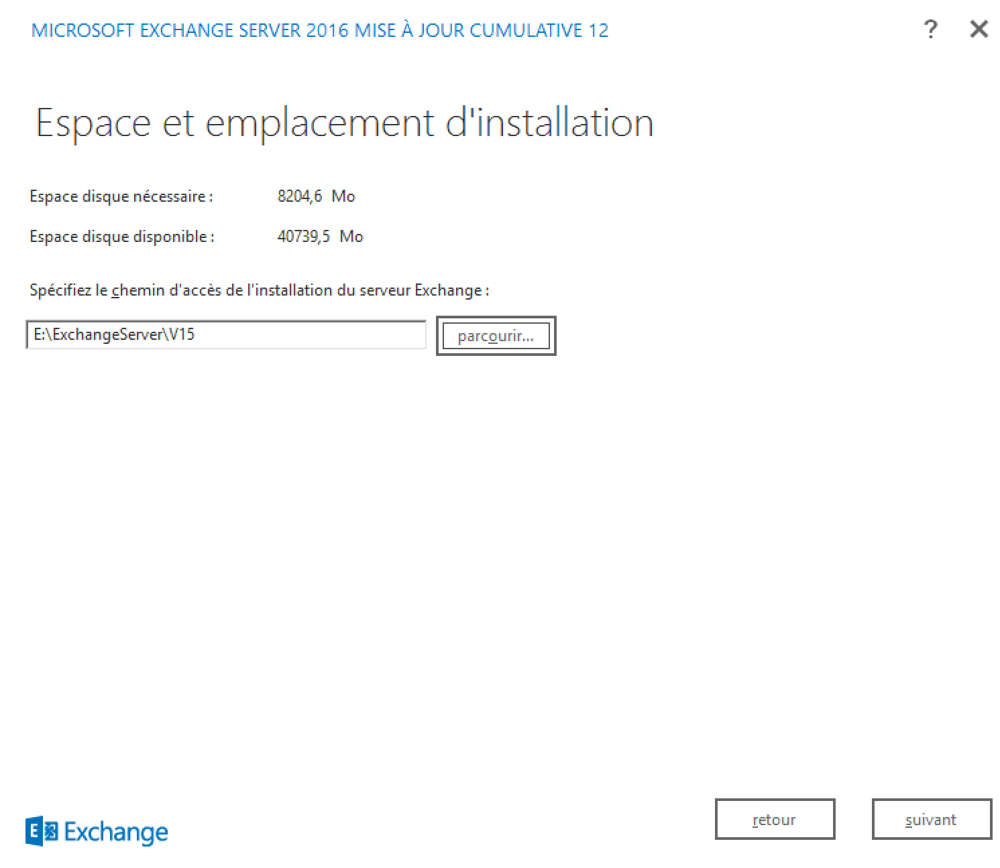 MICROSOFT EXCHANGE SERVER 2016 MISE À JOUR CUMULATIVE 12
?
Espace et emplacement d'installation
Espace disque nécessaire : 8204,6 Mo
Espace disque disponible : 40739,5 Mo
Spécifiez le chemin d'accès de l'installation du serveur Exchange :
E:\ExchangeServer\V15 parcourir...
retour suivant
E Exchange